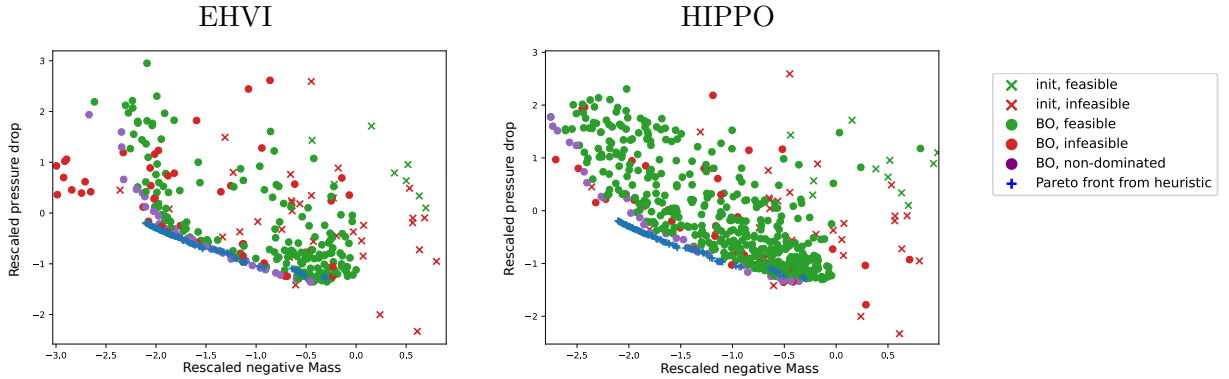 EHVI
HIPPO
Rescaled pressure drop
3
2
1
0
−1
−2
−3.0 −2.5 −2.0 −1.5 −1.0 −0.5 0.0 0.5
Rescaled negative Mass
Rescaled pressure drop
3
2
1
0
−1
−2
−2.5 −2.0 −1.5 −1.0 −0.5 0.0 0.5
Rescaled negative Mass
init, feasible
init, infeasible
BO, feasible
BO, infeasible
BO, non-dominated
Pareto front from heuristic